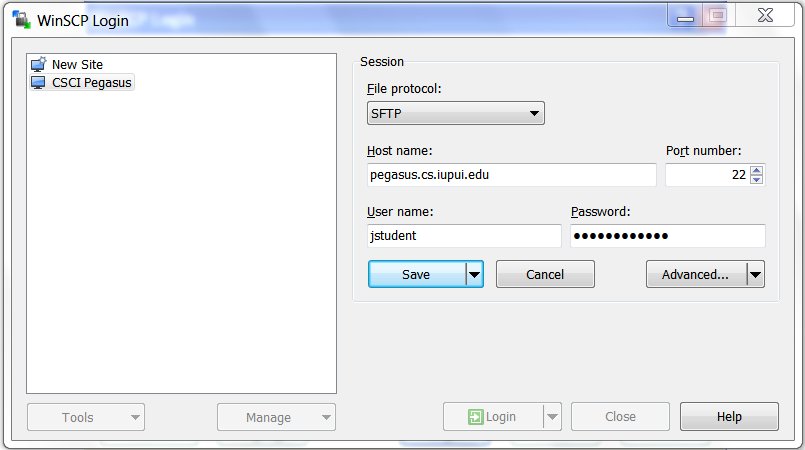 WinSCP Login
New Site
CSCI Pegasus
Session
File protocol:
SFTP
Host name:
Port number:
pegasus.cs.iupui.edu
22
User name:
Password:
jstudent
●●●●●●●●●●●●
Save
Cancel
Advanced...
Tools
Manage
Login
Close
Help